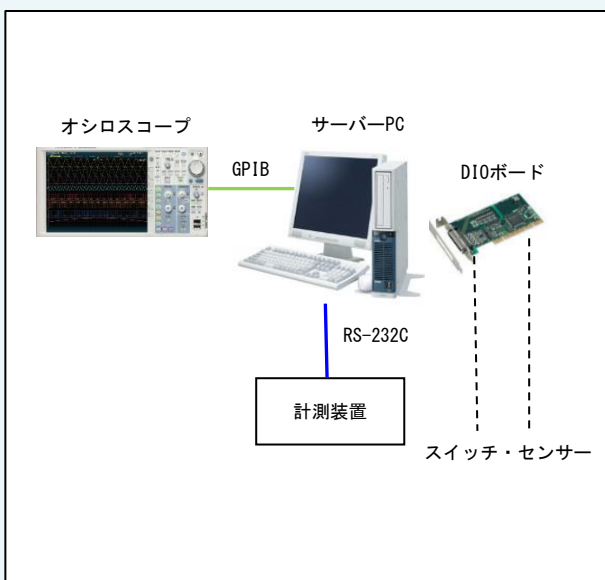 オシロスコープ
サーバーPC
GPIB
DIOボード
RS-232C
計測装置
スイッチ・センサー